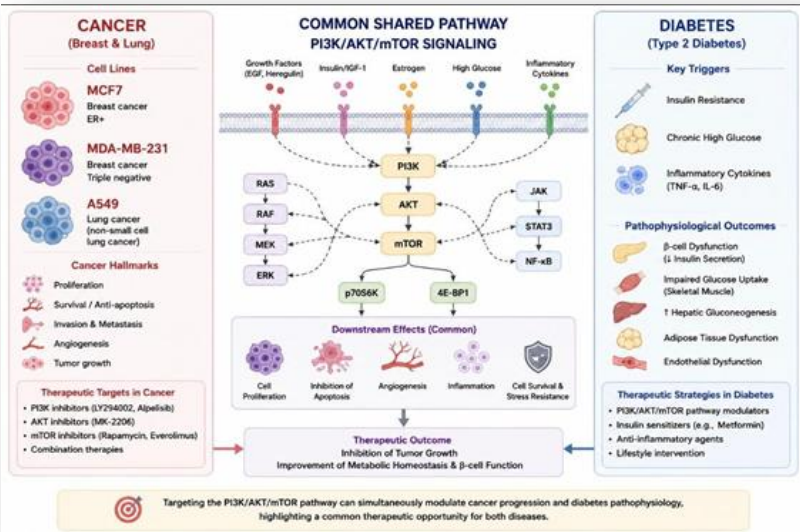 CANCER
(Breast & Lung)
Cell Lines
MCF7
Breast cancer
ER+
MDA-MB-231
Breast cancer
Triple negative
A549
Lung cancer
(non-small cell
lung cancer)
Cancer Hallmarks
Proliferation
Survival / Anti-apoptosis
Invasion & Metastasis
Angiogenesis
Tumor growth
Therapeutic Targets in Cancer
• PI3K inhibitors (LY294002, Alpelisib)
• AKT inhibitors (MK-2206)
• mTOR inhibitors (Rapamycin, Everolimus)
• Combination therapies
COMMON SHARED PATHWAY
PI3K/AKT/mTOR SIGNALING
Growth Factors
(EGF, Heregulin)
Insulin/IGF-1
Estrogen
High Glucose
Inflammatory
Cytokines
PI3K
AKT
mTOR
RAS
RAF
MEK
ERK
JAK
STAT3
NF-κB
p70S6K
4E-BP1
Downstream Effects (Common)
Cell
Proliferation
Inhibition of
Apoptosis
Angiogenesis
Inflammation
Cell Survival &
Stress Resistance
Therapeutic Outcome
Inhibition of Tumor Growth
Improvement of Metabolic Homeostasis & β-cell Function
DIABETES
(Type 2 Diabetes)
Key Triggers
Insulin Resistance
Chronic High Glucose
Inflammatory Cytokines
(TNF-α, IL-6)
Pathophysiological Outcomes
β-cell Dysfunction
(↓ Insulin Secretion)
Impaired Glucose Uptake
(Skeletal Muscle)
↑ Hepatic Gluconeogenesis
Adipose Tissue Dysfunction
Endothelial Dysfunction
Therapeutic Strategies in Diabetes
• PI3K/AKT/mTOR pathway modulators
• Insulin sensitizers (e.g., Metformin)
• Anti-inflammatory agents
• Lifestyle intervention
Targeting the PI3K/AKT/mTOR pathway can simultaneously modulate cancer progression and diabetes pathophysiology,
highlighting a common therapeutic opportunity for both diseases.